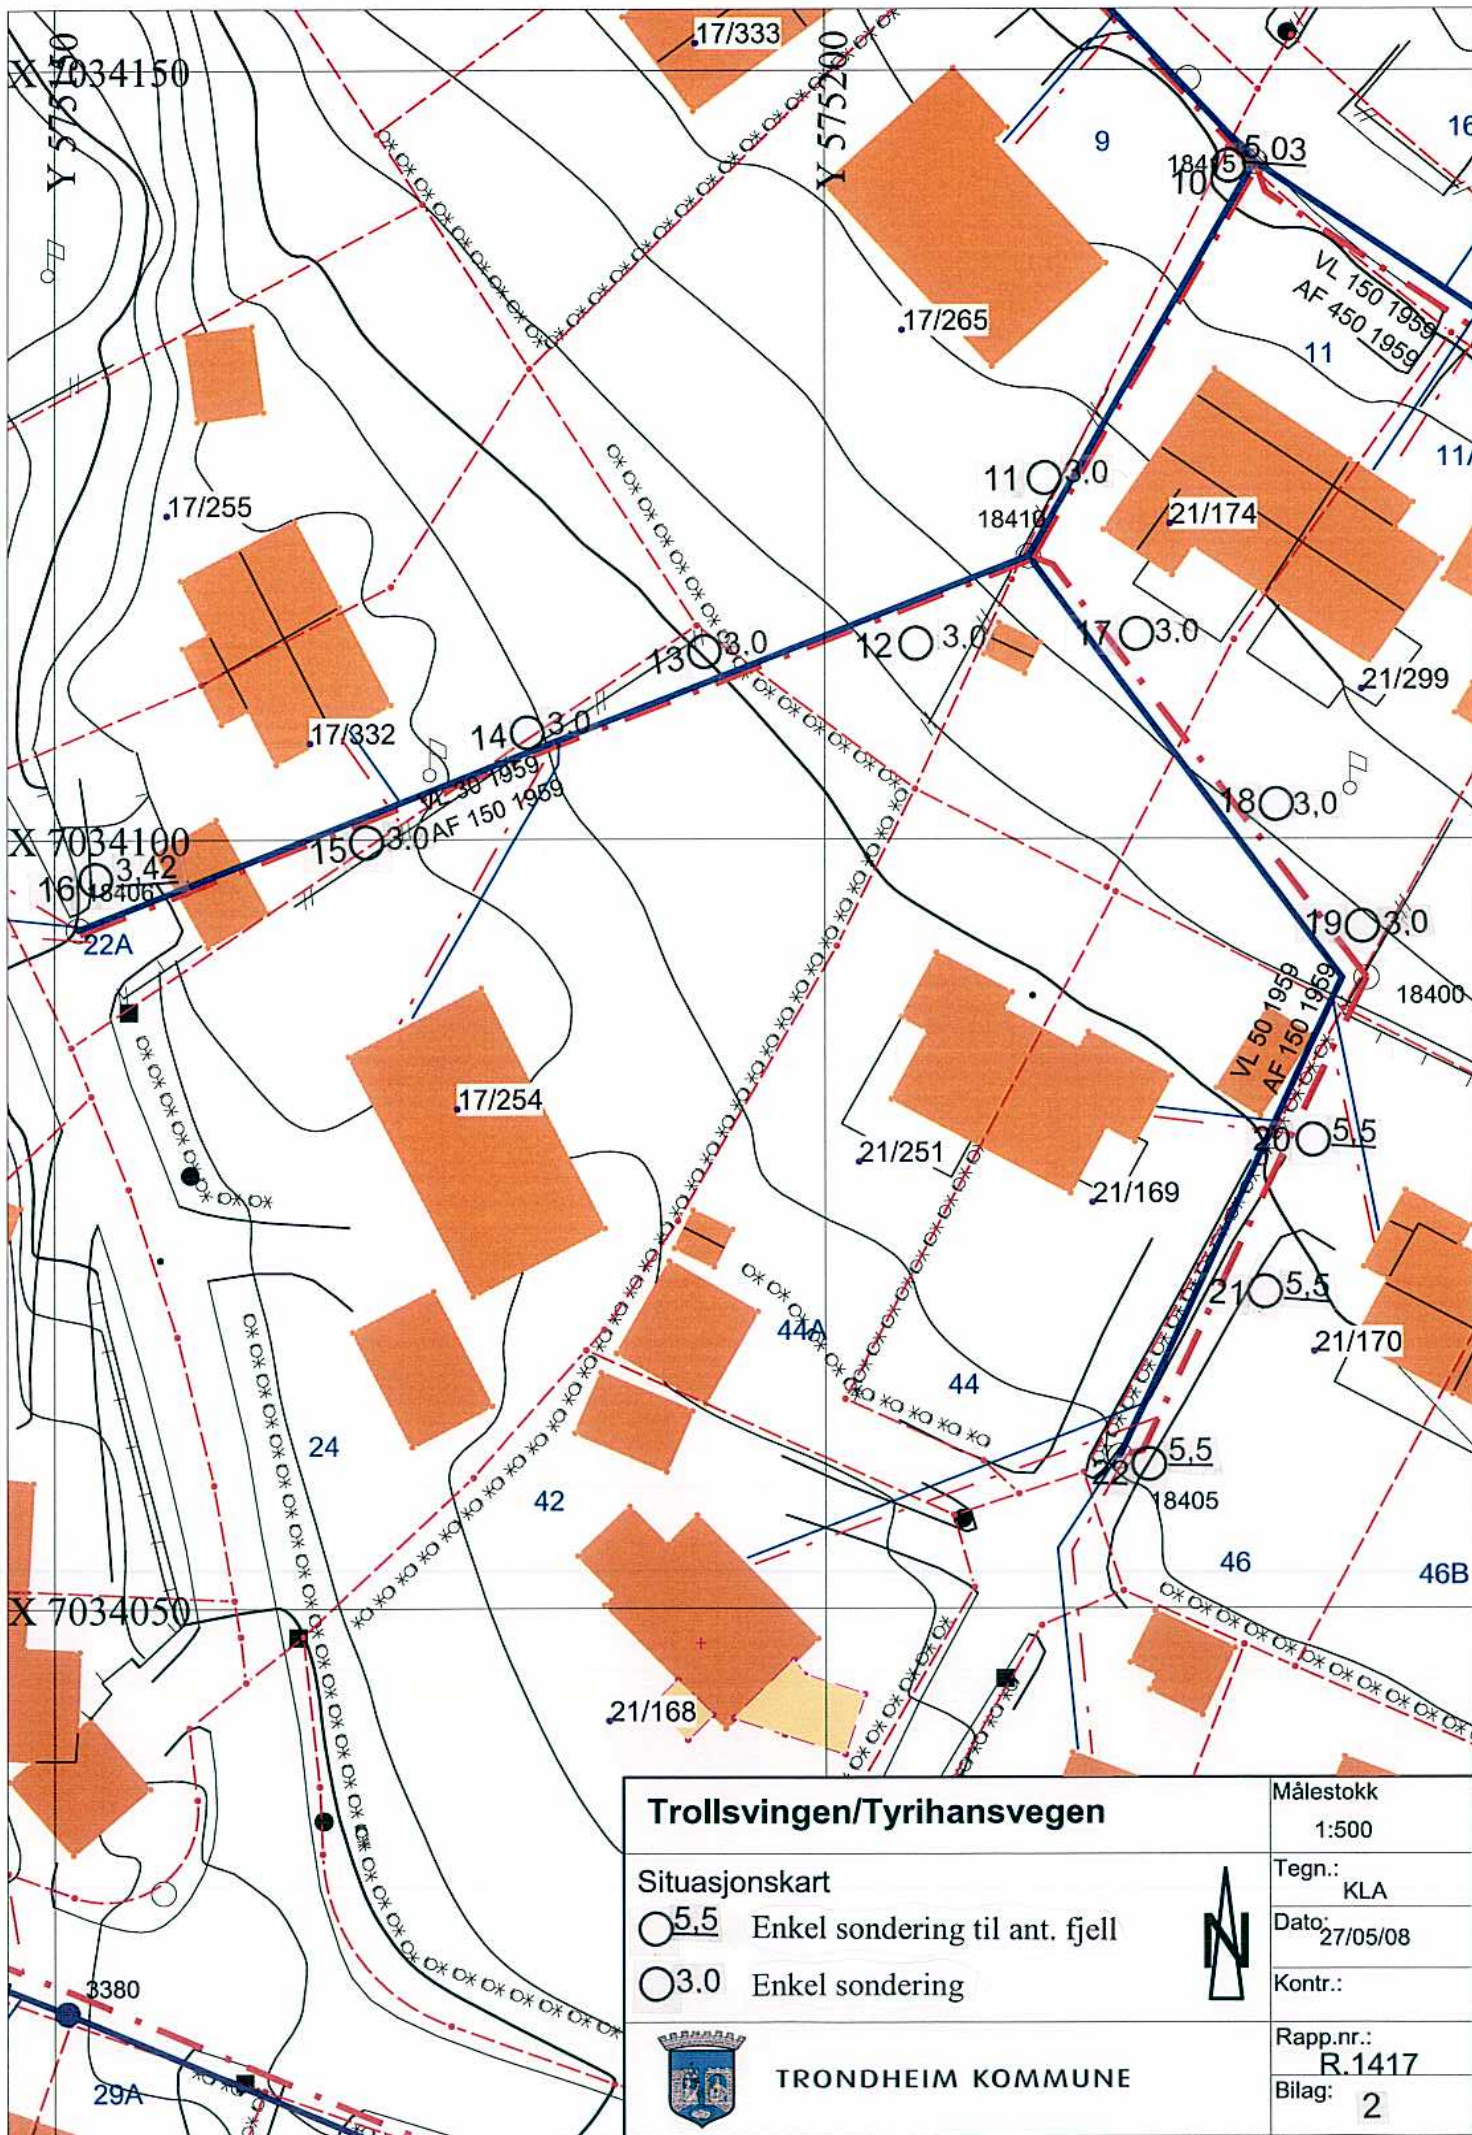 17/333
Y 575150
Y 575200
X 7034150
9
16
5,03
18415
10
VL 150 1959
AF 450 1959
17/265
11
11A
11 3.0
18410
21/174
17/255
13 3.0
12 3.0
17 3.0
21/299
17/332
14 3.0
VL 30 1959
AF 150 1959
18 3,0
X 7034100
15 3.0
16 3,42
18406
22A
19 3,0
18400
VL 50 1959
AF 150 1959
17/254
20 5,5
21/251
21/169
21 5,5
44A
21/170
44
24
42
22 5,5
18405
46
46B
X 7034050
21/168
3380
29A
Trollsvingen/Tyrihansvegen
Målestokk
1:500
Situasjonskart
5,5 Enkel sondering til ant. fjell
3.0 Enkel sondering
N
Tegn.:
KLA
Dato:
27/05/08
Kontr.:
TRONDHEIM KOMMUNE
Rapp.nr.:
R.1417
Bilag:
2